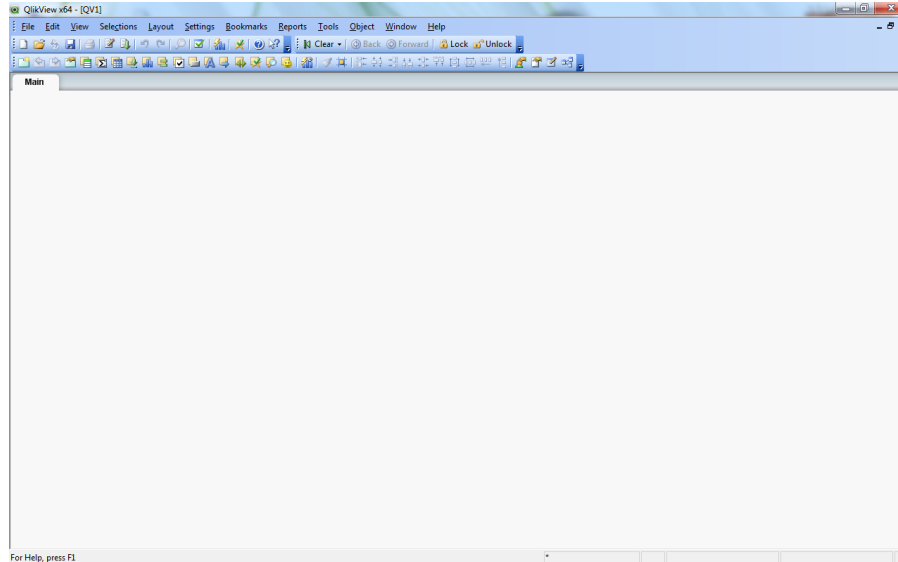 QlikView x64 - [QV1]
File Edit View Selections Layout Settings Bookmarks Reports Tools Object Window Help
Clear Back Forward Lock Unlock
Main
For Help, press F1
*